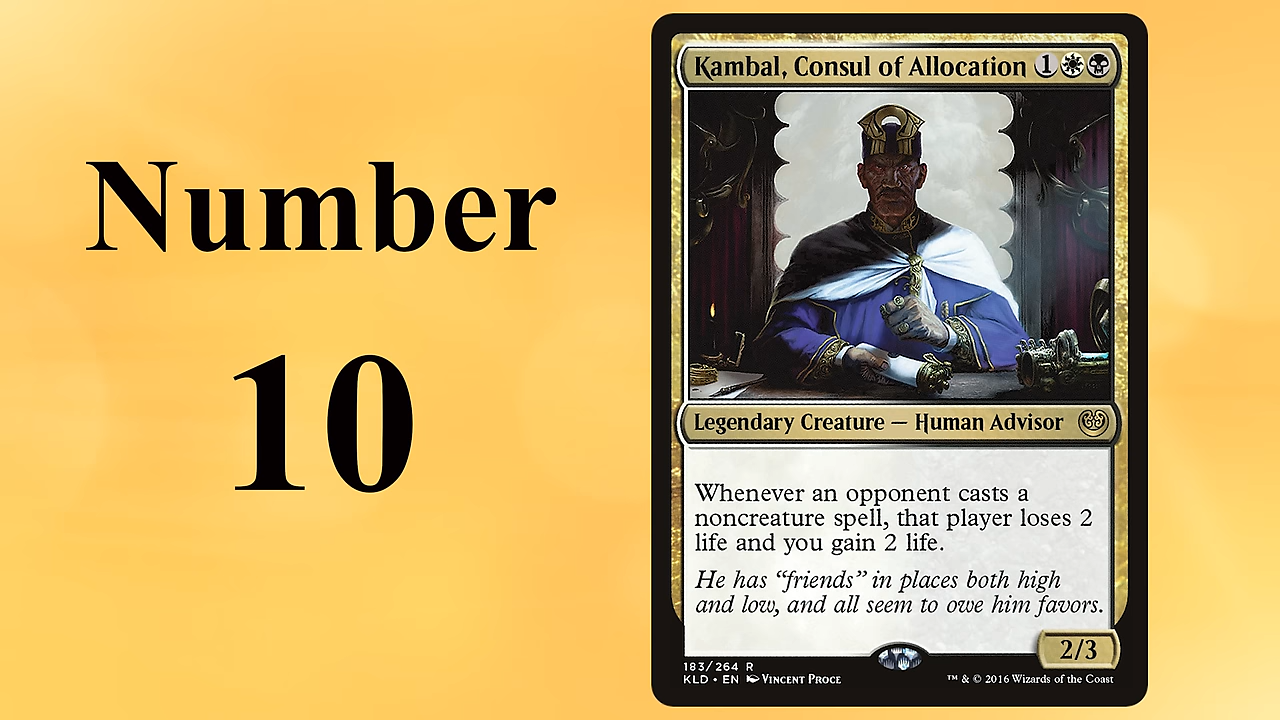 Number
10
Kambal, Consul of Allocation 1
Legendary Creature — Human Advisor
Whenever an opponent casts a
noncreature spell, that player loses 2
life and you gain 2 life.
He has “friends” in places both high
and low, and all seem to owe him favors.
2/3
183/264 R
KLD • EN Vincent Proce
™ & © 2016 Wizards of the Coast